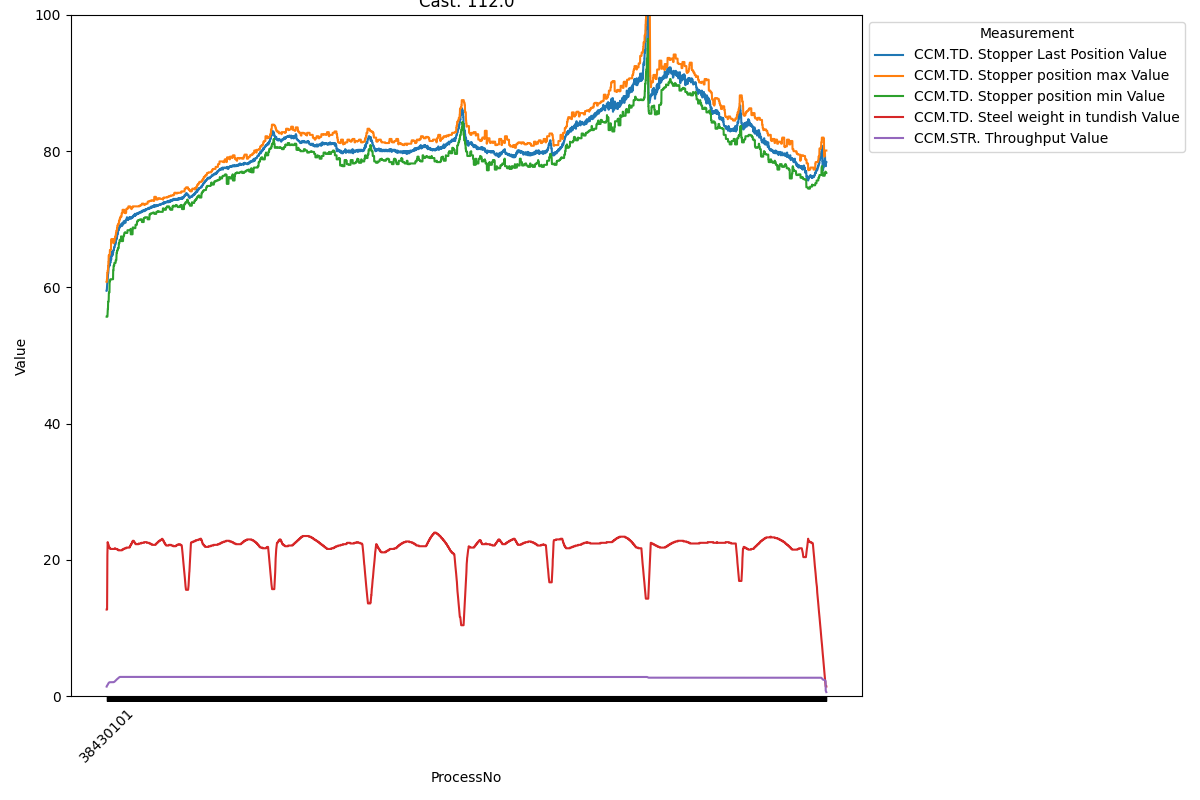 Cast: 112.0
100
80
60
40
20
0
Value
38430101
ProcessNo
Measurement
CCM.TD. Stopper Last Position Value
CCM.TD. Stopper position max Value
CCM.TD. Stopper position min Value
CCM.TD. Steel weight in tundish Value
CCM.STR. Throughput Value